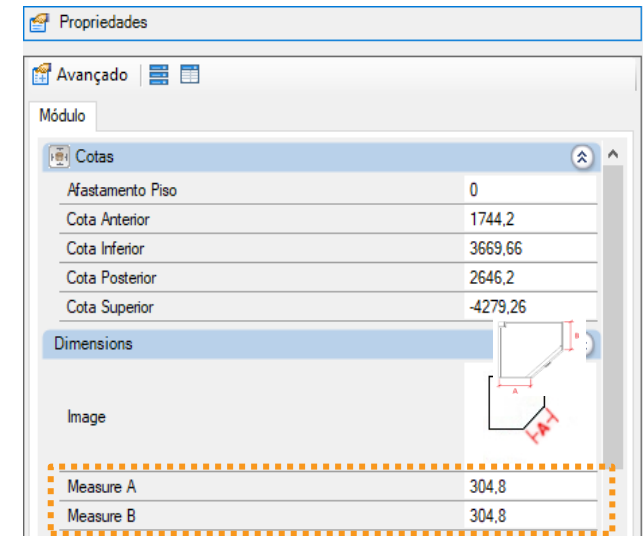 Propriedades
Avançado
Módulo
Cotas
Afastamento Piso 0
Cota Anterior 1744,2
Cota Inferior 3669,66
Cota Posterior 2646,2
Cota Superior -4279,26
Dimensions
B
A
Image
A
Measure A 304,8
Measure B 304,8